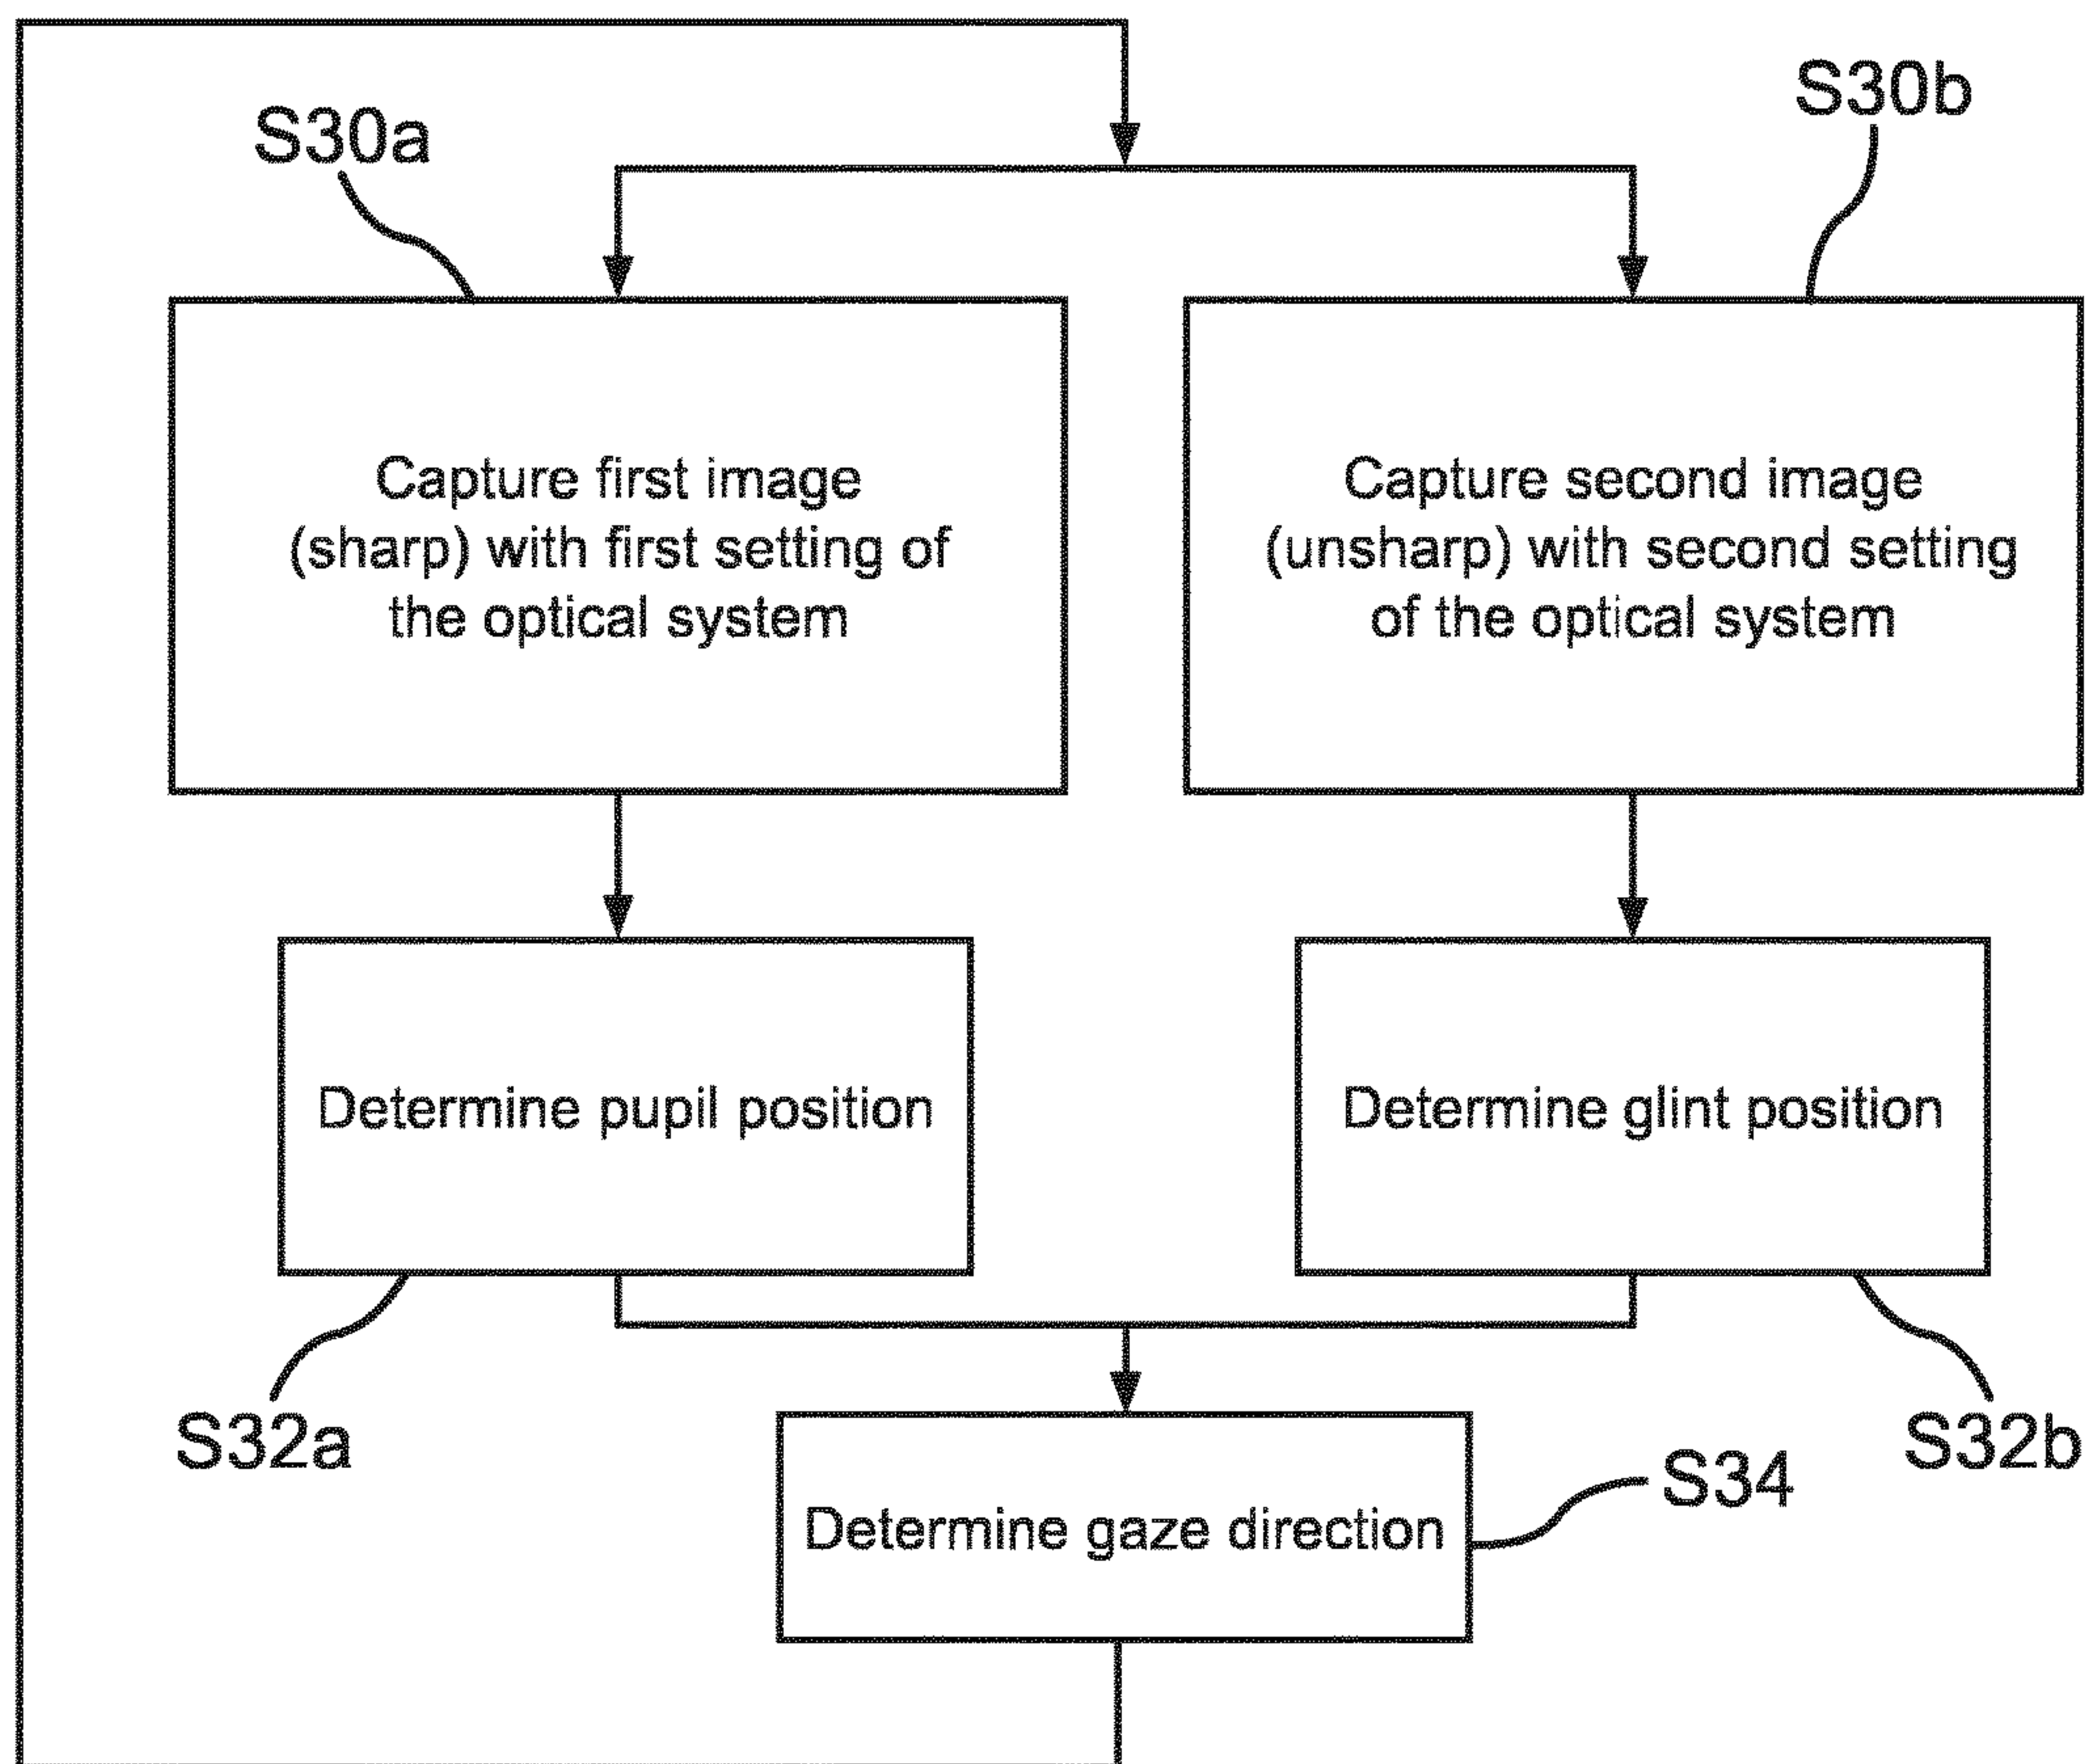 S30a
S30b
Capture first image
(sharp) with first setting of
the optical system
Capture second image
(unsharp) with second setting
of the optical system
Determine pupil position
Determine glint position
S32a
S32b
Determine gaze direction
S34